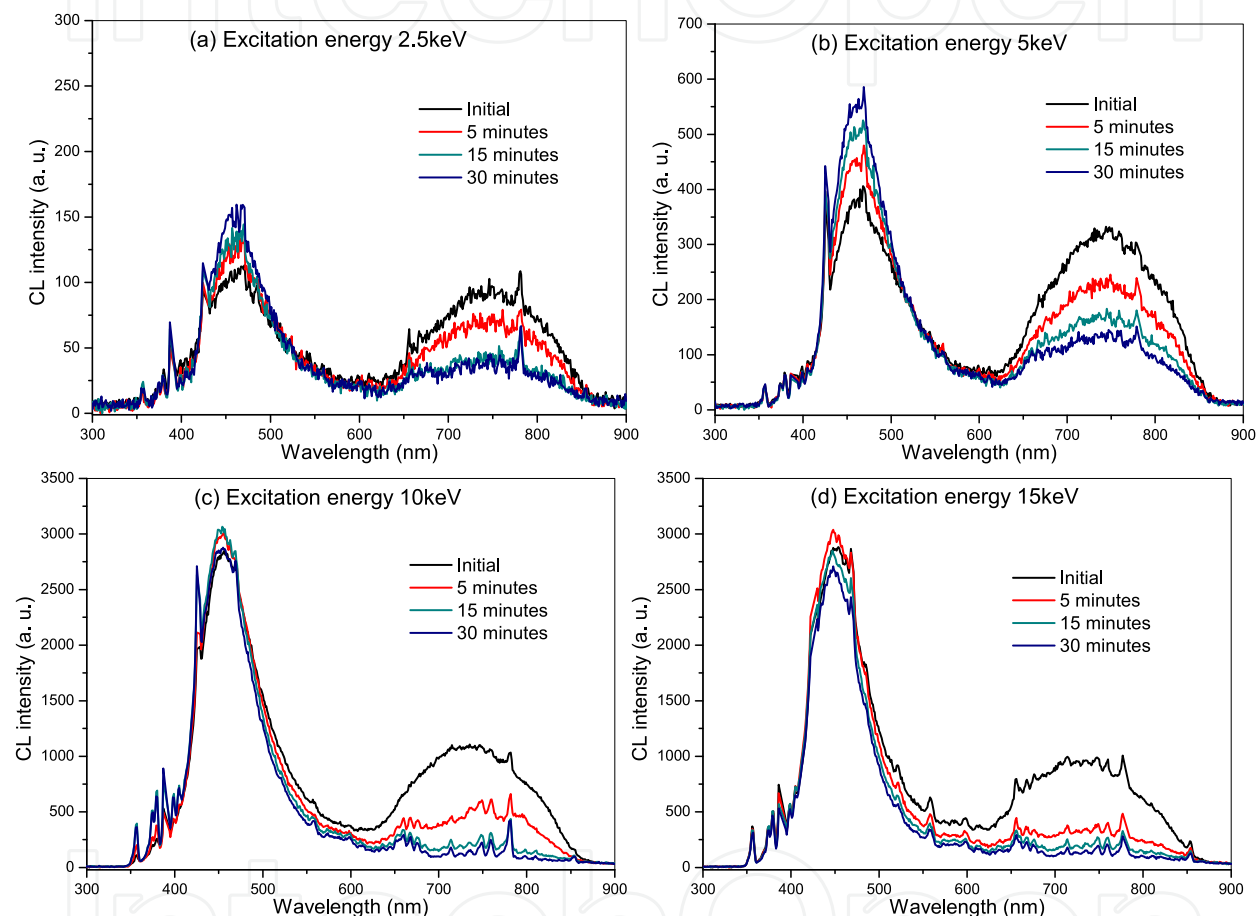 (a) Excitation energy 2.5keV
Initial
5 minutes
15 minutes
30 minutes
CL intensity (a. u.)
300
250
200
150
100
50
0
300 400 500 600 700 800 900
Wavelength (nm)
(b) Excitation energy 5keV
Initial
5 minutes
15 minutes
30 minutes
CL intensity (a. u.)
700
600
500
400
300
200
100
0
300 400 500 600 700 800 900
Wavelength (nm)
(c) Excitation energy 10keV
Initial
5 minutes
15 minutes
30 minutes
CL intensity (a. u.)
3500
3000
2500
2000
1500
1000
500
0
300 400 500 600 700 800 900
Wavelength (nm)
(d) Excitation energy 15keV
Initial
5 minutes
15 minutes
30 minutes
CL intensity (a. u.)
3500
3000
2500
2000
1500
1000
500
0
300 400 500 600 700 800 900
Wavelength (nm)